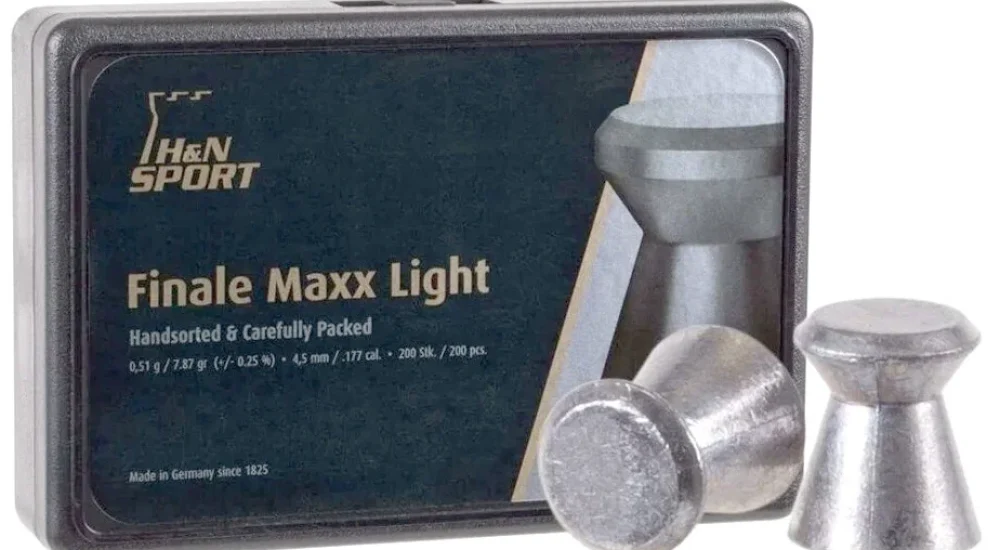 H&N
SPORT
Finale Maxx Light
Handsorted & Carefully Packed
0,51 g / 7.87 gr (+/- 0.25 %) • 4,5 mm / .177 cal. • 200 Stk. / 200 pcs.
Made in Germany since 1825